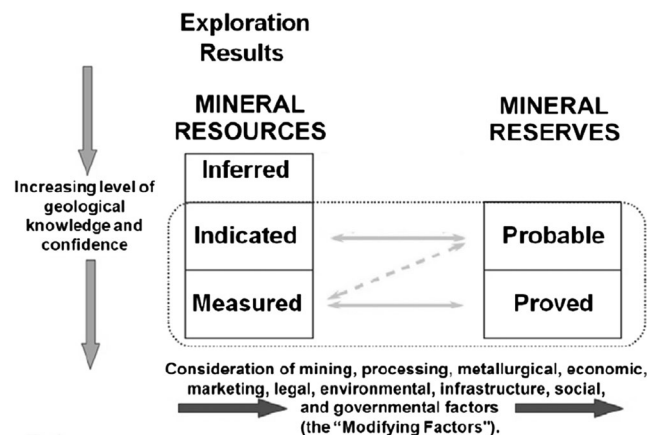 Exploration
Results
MINERAL
RESOURCES
MINERAL
RESERVES
Inferred
Increasing level of
geological
knowledge and
confidence
Indicated
Probable
Measured
Proved
Consideration of mining, processing, metallurgical, economic,
marketing, legal, environmental, infrastructure, social,
and governmental factors
(the “Modifying Factors”).